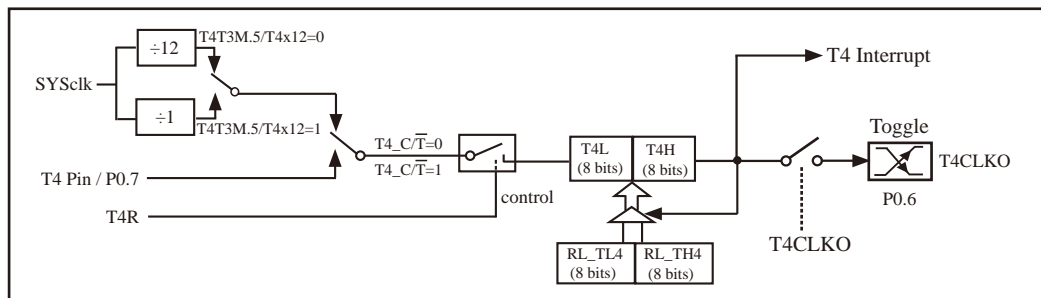 ÷12
T4T3M.5/T4x12=0
SYSclk
÷1
T4T3M.5/T4x12=1
T4 Pin / P0.7
T4R
T4_C/T̅=0
T4_C/T̅=1
control
T4L
(8 bits)
T4H
(8 bits)
RL_TL4
(8 bits)
RL_TH4
(8 bits)
T4 Interrupt
Toggle
T4CLKO
P0.6
T4CLKO